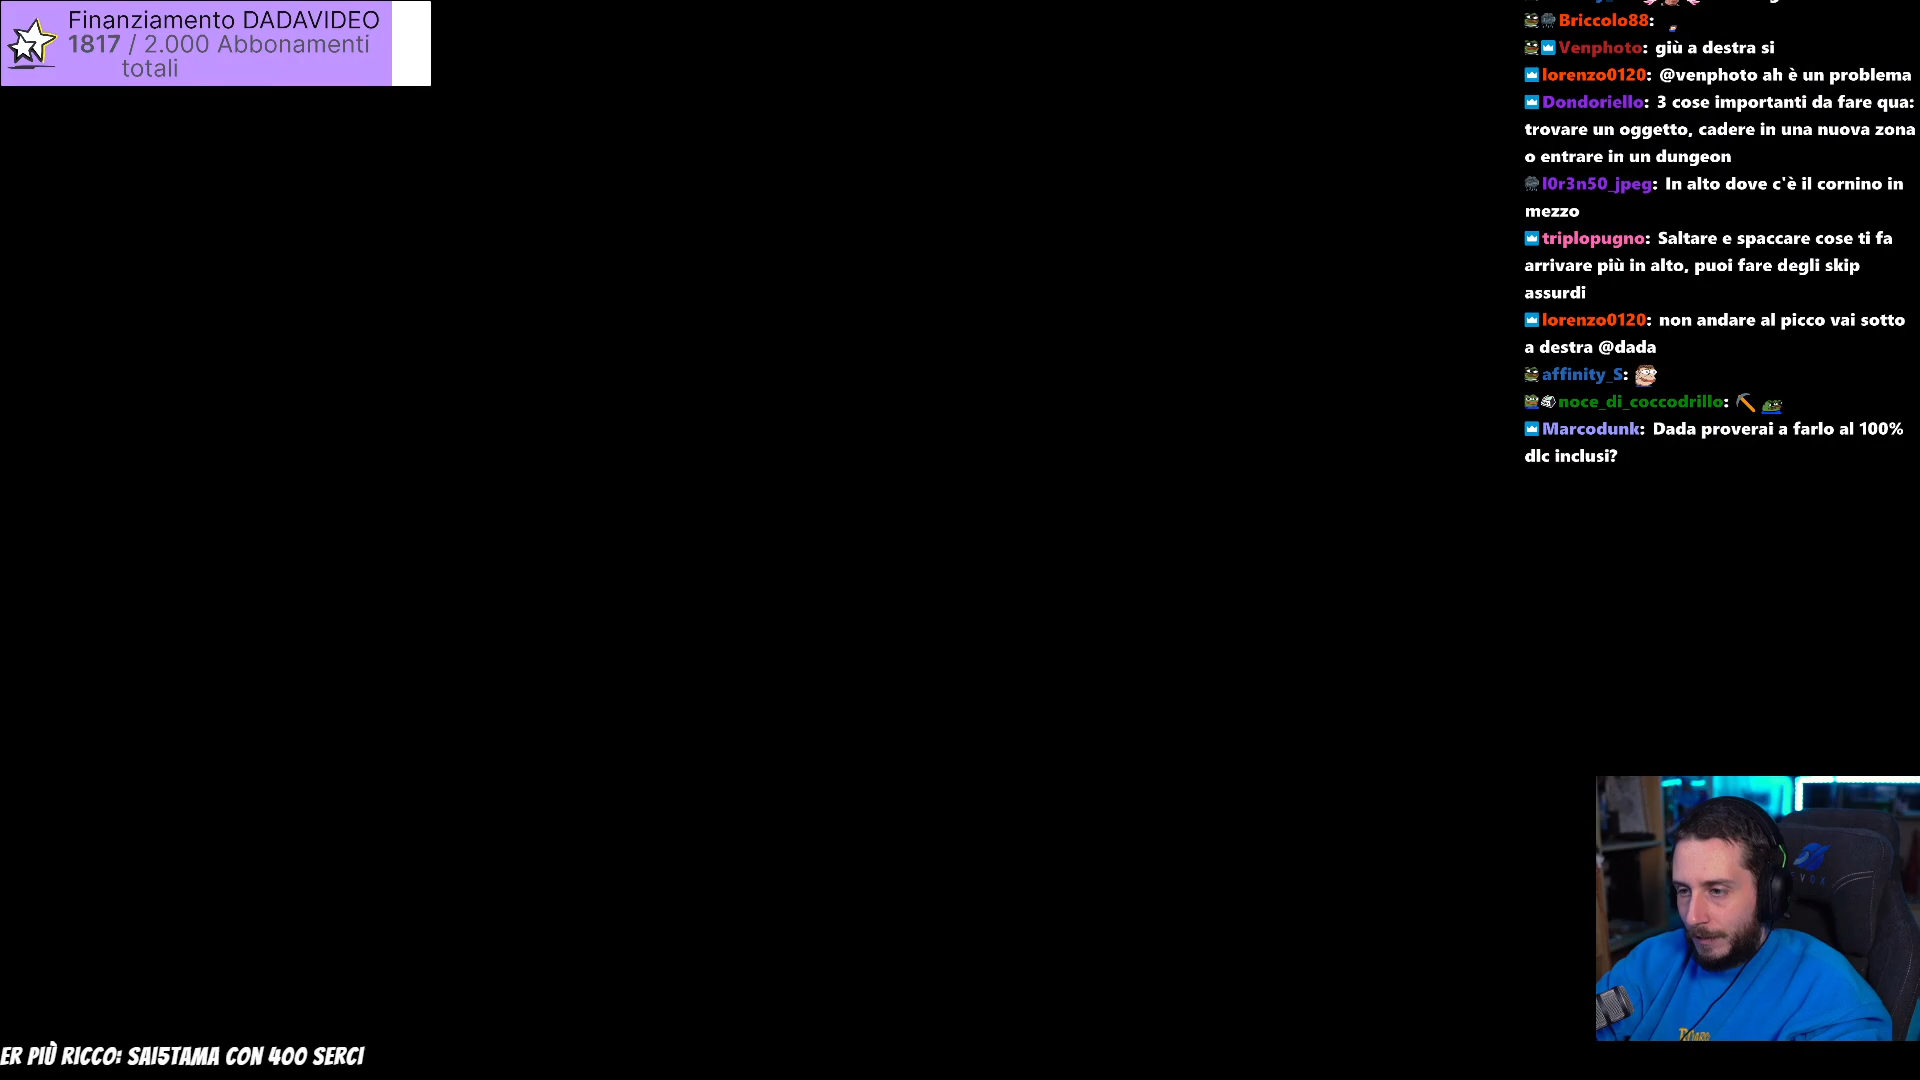 Finanziamento DADAVIDEO
1817 / 2.000 Abbonamenti
totali
Briccolo88:
Venphoto: giù a destra si
lorenzo0120: @venphoto ah è un problema
Dondoriello: 3 cose importanti da fare qua:
trovare un oggetto, cadere in una nuova zona
o entrare in un dungeon
l0r3n50_jpeg: In alto dove c'è il cornino in
mezzo
triplopugno: Saltare e spaccare cose ti fa
arrivare più in alto, puoi fare degli skip
assurdi
lorenzo0120: non andare al picco vai sotto
a destra @dada
affinity_S:
noce_di_coccodrillo:
Marcodunk: Dada proverai a farlo al 100%
dlc inclusi?
ER PIÙ RICCO: SAI5TAMA CON 400 SERCI